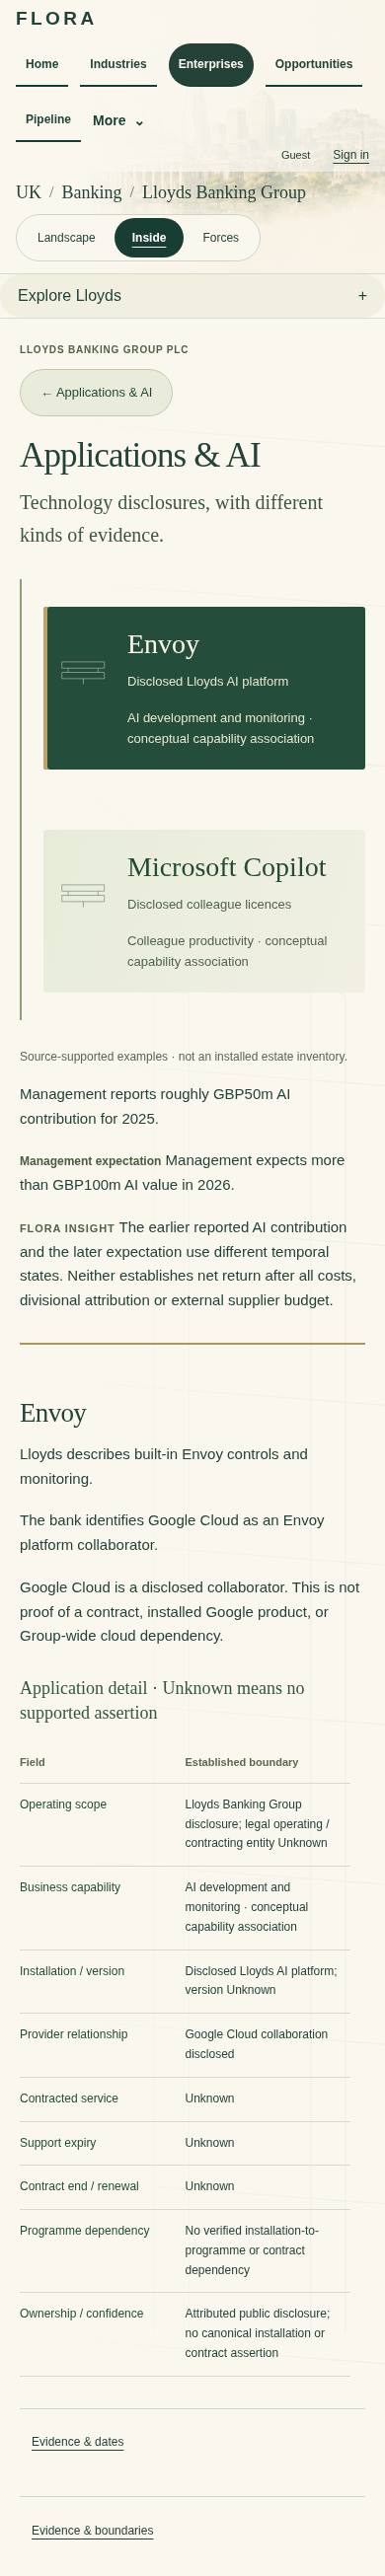 FLORA
Home Industries Enterprises Opportunities
Pipeline More ⌄
Guest Sign in
UK / Banking / Lloyds Banking Group
Landscape Inside Forces
Explore Lloyds +
LLOYDS BANKING GROUP PLC
← Applications & AI
Applications & AI
Technology disclosures, with different
kinds of evidence.
Envoy
Disclosed Lloyds AI platform
AI development and monitoring ·
conceptual capability association
Microsoft Copilot
Disclosed colleague licences
Colleague productivity · conceptual
capability association
Source-supported examples · not an installed estate inventory.
Management reports roughly GBP50m AI
contribution for 2025.
Management expectation Management expects more
than GBP100m AI value in 2026.
FLORA INSIGHT The earlier reported AI contribution
and the later expectation use different temporal
states. Neither establishes net return after all costs,
divisional attribution or external supplier budget.
Envoy
Lloyds describes built-in Envoy controls and
monitoring.
The bank identifies Google Cloud as an Envoy
platform collaborator.
Google Cloud is a disclosed collaborator. This is not
proof of a contract, installed Google product, or
Group-wide cloud dependency.
Application detail · Unknown means no
supported assertion
Field Established boundary
Operating scope Lloyds Banking Group
disclosure; legal operating /
contracting entity Unknown
Business capability AI development and
monitoring · conceptual
capability association
Installation / version Disclosed Lloyds AI platform;
version Unknown
Provider relationship Google Cloud collaboration
disclosed
Contracted service Unknown
Support expiry Unknown
Contract end / renewal Unknown
Programme dependency No verified installation-to-
programme or contract
dependency
Ownership / confidence Attributed public disclosure;
no canonical installation or
contract assertion
Evidence & dates
Evidence & boundaries